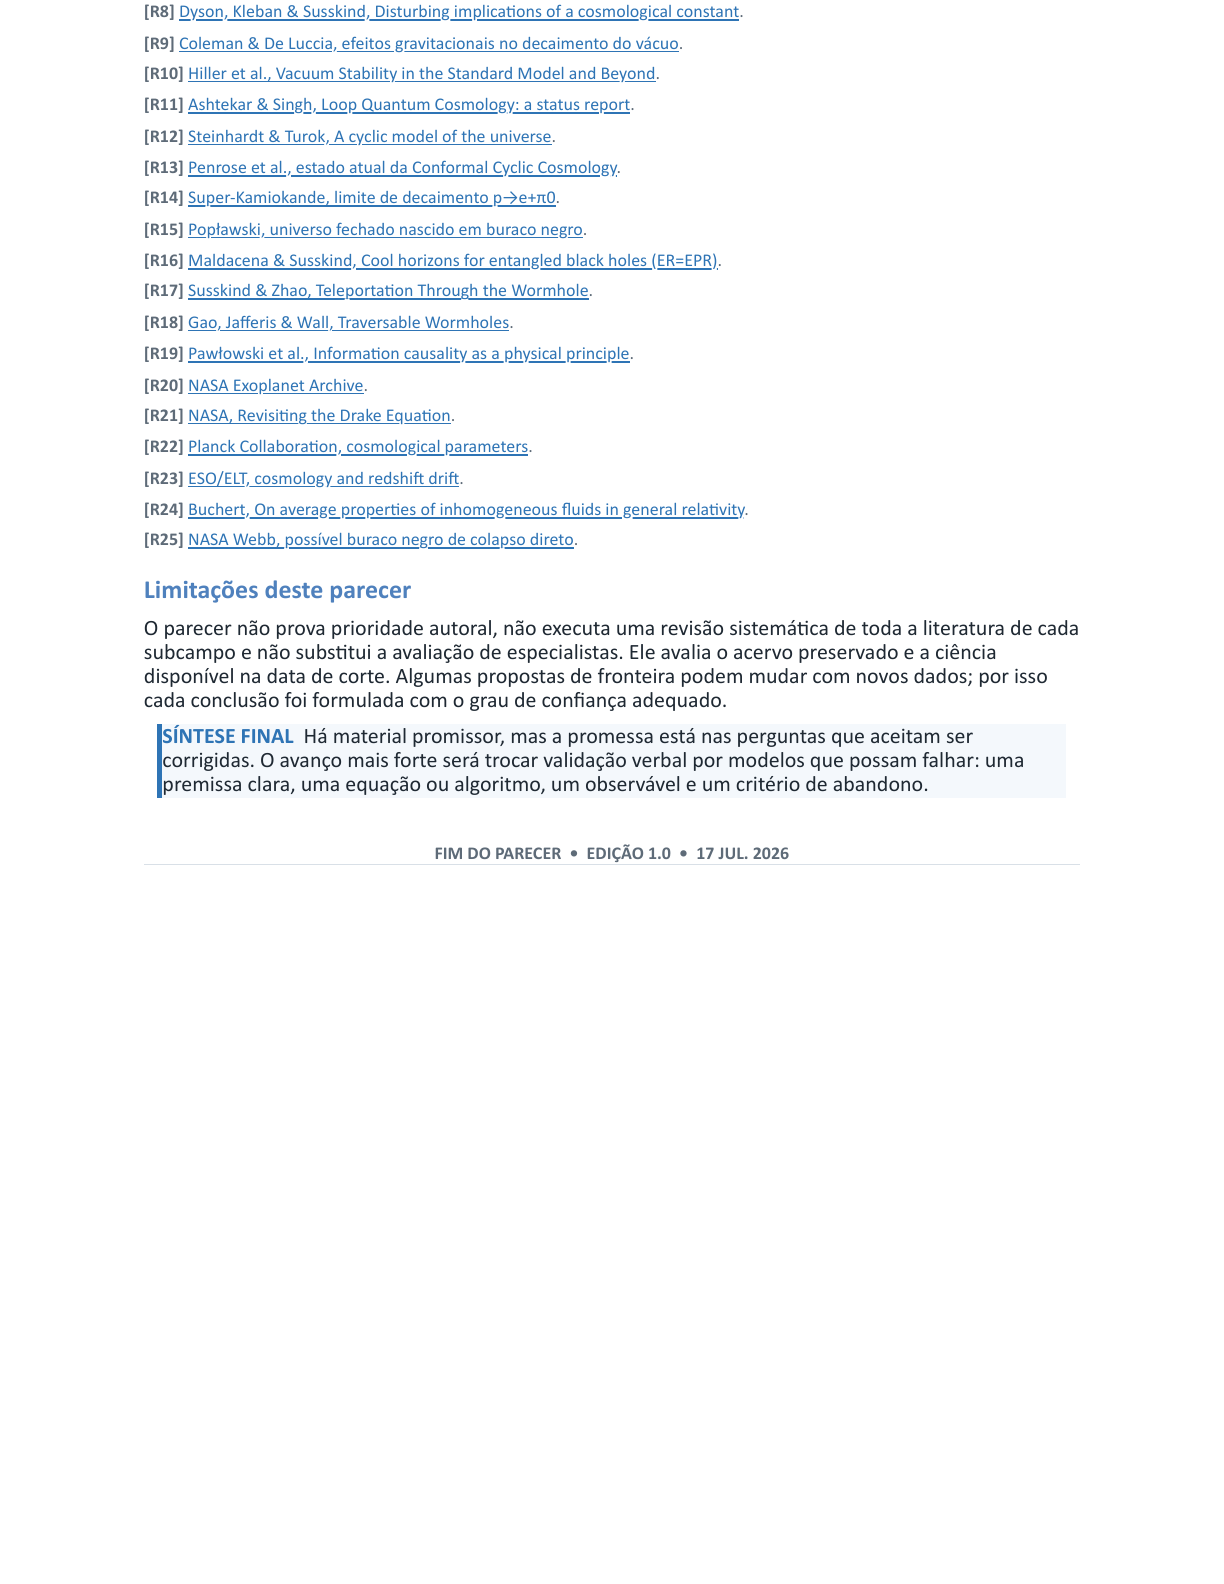 [R8] Dyson, Kleban & Susskind, Disturbing implications of a cosmological constant.
[R9] Coleman & De Luccia, efeitos gravitacionais no decaimento do vácuo.
[R10] Hiller et al., Vacuum Stability in the Standard Model and Beyond.
[R11] Ashtekar & Singh, Loop Quantum Cosmology: a status report.
[R12] Steinhardt & Turok, A cyclic model of the universe.
[R13] Penrose et al., estado atual da Conformal Cyclic Cosmology.
[R14] Super-Kamiokande, limite de decaimento p→e+π0.
[R15] Popławski, universo fechado nascido em buraco negro.
[R16] Maldacena & Susskind, Cool horizons for entangled black holes (ER=EPR).
[R17] Susskind & Zhao, Teleportation Through the Wormhole.
[R18] Gao, Jafferis & Wall, Traversable Wormholes.
[R19] Pawłowski et al., Information causality as a physical principle.
[R20] NASA Exoplanet Archive.
[R21] NASA, Revisiting the Drake Equation.
[R22] Planck Collaboration, cosmological parameters.
[R23] ESO/ELT, cosmology and redshift drift.
[R24] Buchert, On average properties of inhomogeneous fluids in general relativity.
[R25] NASA Webb, possível buraco negro de colapso direto.
Limitações deste parecer
O parecer não prova prioridade autoral, não executa uma revisão sistemática de toda a literatura de cada
subcampo e não substitui a avaliação de especialistas. Ele avalia o acervo preservado e a ciência
disponível na data de corte. Algumas propostas de fronteira podem mudar com novos dados; por isso
cada conclusão foi formulada com o grau de confiança adequado.
SÍNTESE FINAL Há material promissor, mas a promessa está nas perguntas que aceitam ser
corrigidas. O avanço mais forte será trocar validação verbal por modelos que possam falhar: uma
premissa clara, uma equação ou algoritmo, um observável e um critério de abandono.
FIM DO PARECER • EDIÇÃO 1.0 • 17 JUL. 2026